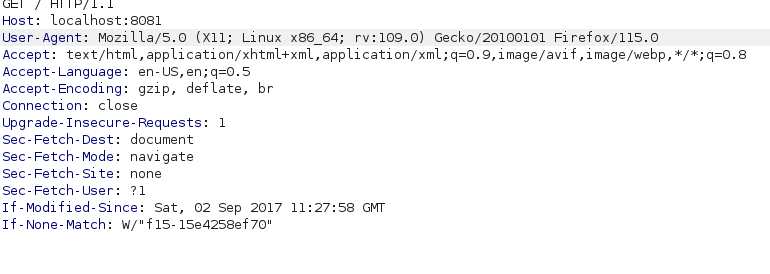 GET / HTTP/1.1
Host: localhost:8081
User-Agent: Mozilla/5.0 (X11; Linux x86_64; rv:109.0) Gecko/20100101 Firefox/115.0
Accept: text/html,application/xhtml+xml,application/xml;q=0.9,image/avif,image/webp,*/*;q=0.8
Accept-Language: en-US,en;q=0.5
Accept-Encoding: gzip, deflate, br
Connection: close
Upgrade-Insecure-Requests: 1
Sec-Fetch-Dest: document
Sec-Fetch-Mode: navigate
Sec-Fetch-Site: none
Sec-Fetch-User: ?1
If-Modified-Since: Sat, 02 Sep 2017 11:27:58 GMT
If-None-Match: W/"f15-15e4258ef70"